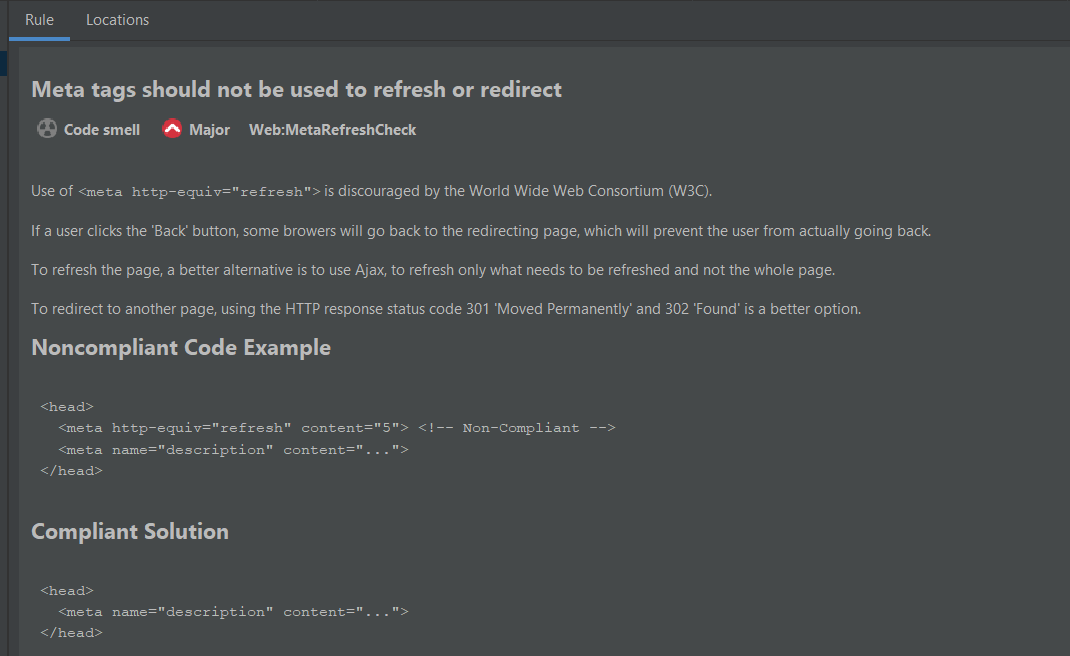 Rule Locations
Meta tags should not be used to refresh or redirect
Code smell Major Web:MetaRefreshCheck
Use of <meta http-equiv="refresh"> is discouraged by the World Wide Web Consortium (W3C).
If a user clicks the 'Back' button, some browers will go back to the redirecting page, which will prevent the user from actually going back.
To refresh the page, a better alternative is to use Ajax, to refresh only what needs to be refreshed and not the whole page.
To redirect to another page, using the HTTP response status code 301 'Moved Permanently' and 302 'Found' is a better option.
Noncompliant Code Example
<head>
<meta http-equiv="refresh" content="5"> <!-- Non-Compliant -->
<meta name="description" content="...">
</head>
Compliant Solution
<head>
<meta name="description" content="...">
</head>